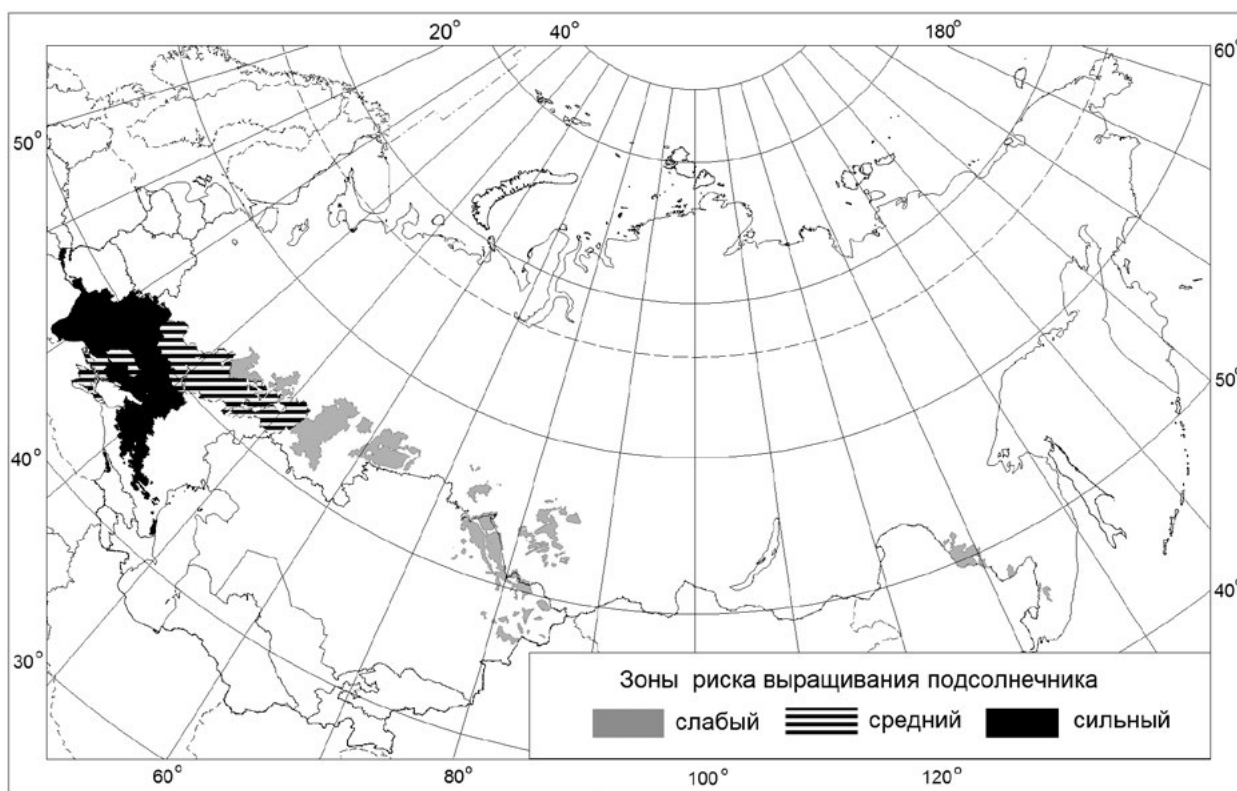 20° 40° 180°
60°
50°
50°
40°
40°
30°
Зоны риска выращивания подсолнечника
слабый средний сильный
60° 80° 100° 120°